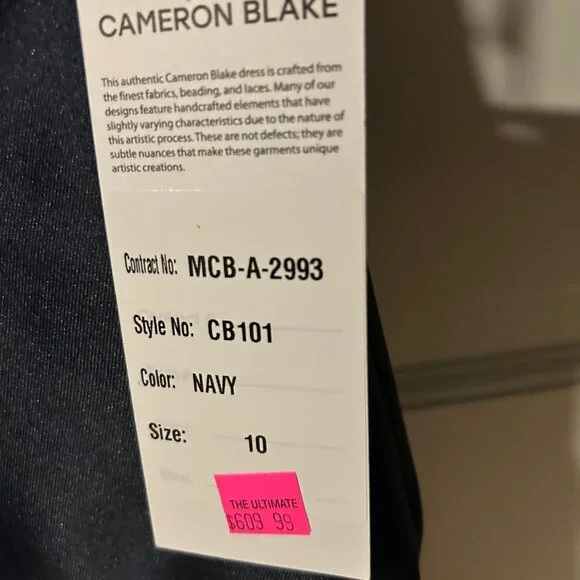 CAMERON BLAKE
This authentic Cameron Blake dress is crafted from
the finest fabrics, beading, and laces. Many of our
designs feature handcrafted elements that have
slightly varying characteristics due to the nature of
this artistic process. These are not defects; they are
subtle nuances that make these garments unique
artistic creations.
Contract No: MCB-A-2993
Style No: CB101
Color: NAVY
Size: 10
THE ULTIMATE
$609 99